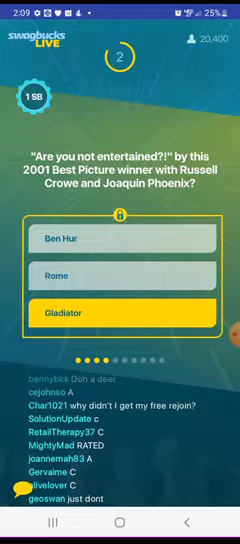 2:09
25%
swagbucks
LIVE
2
20,400
1 SB
"Are you not entertained?!" by this
2001 Best Picture winner with Russell
Crowe and Joaquin Phoenix?
Ben Hur
Rome
Gladiator
bennybkk Doh a deer
cejohnso A
Char1021 why didn't I get my free rejoin?
SolutionUpdate c
RetailTherapy37 C
MightyMad RATED
joannemah83 A
Gervaime C
olivelover C
geoswan just dont